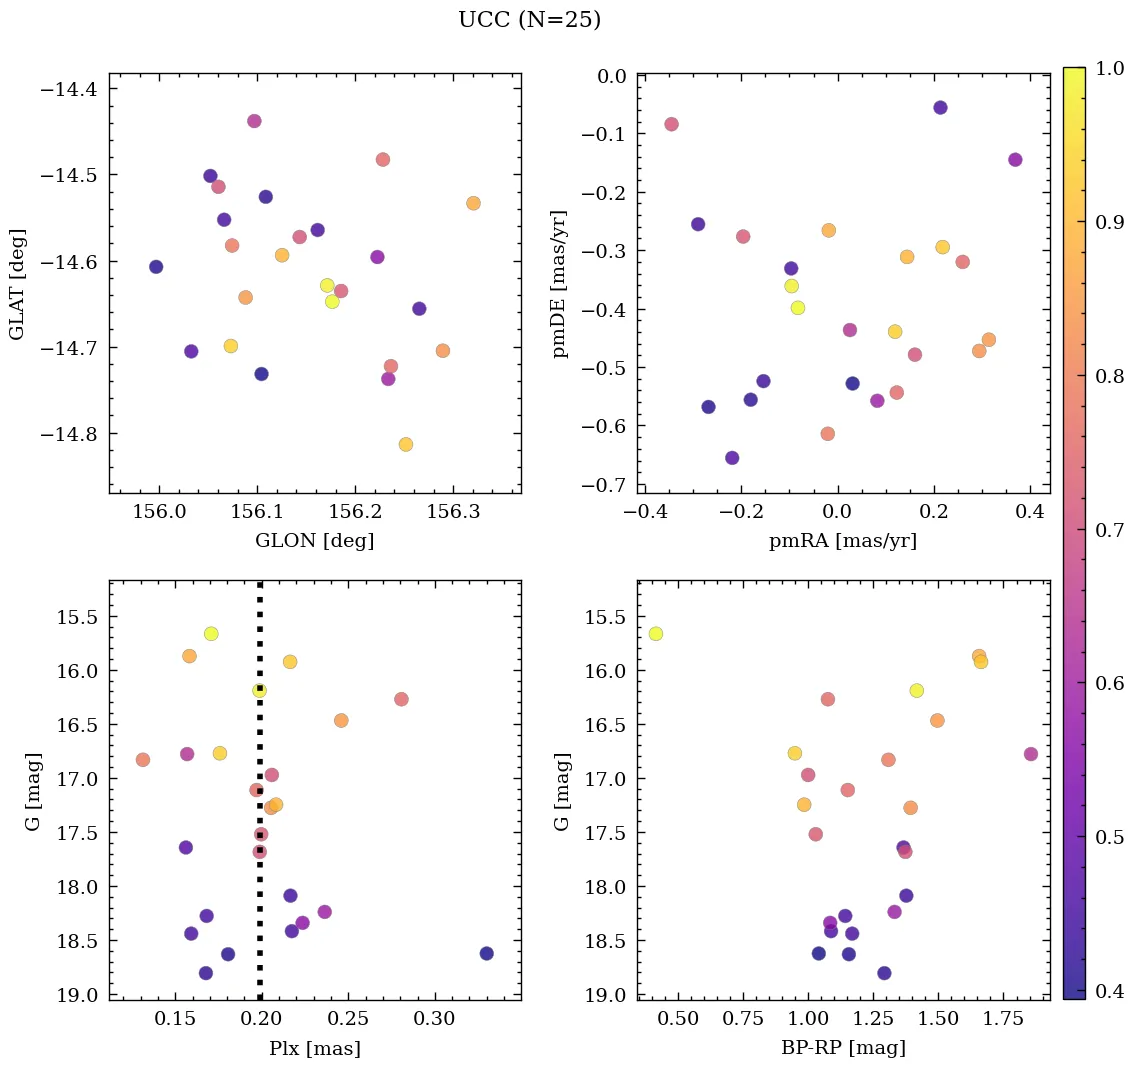 UCC (N=25)
−14.4
−14.5
−14.6
−14.7
−14.8
GLAT [deg]
156.0 156.1 156.2 156.3
GLON [deg]
0.0
−0.1
−0.2
−0.3
−0.4
−0.5
−0.6
−0.7
pmDE [mas/yr]
−0.4 −0.2 0.0 0.2 0.4
pmRA [mas/yr]
15.5
16.0
16.5
17.0
17.5
18.0
18.5
19.0
G [mag]
0.15 0.20 0.25 0.30
Plx [mas]
15.5
16.0
16.5
17.0
17.5
18.0
18.5
19.0
G [mag]
0.50 0.75 1.00 1.25 1.50 1.75
BP-RP [mag]
1.0
0.9
0.8
0.7
0.6
0.5
0.4